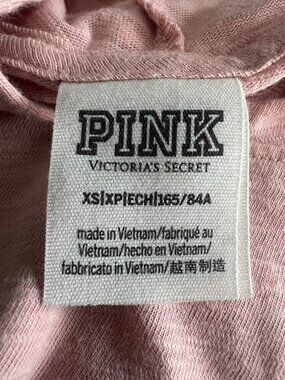 PINK
VICTORIA'S SECRET
XS|XP|ECH|165/84A
made in Vietnam/fabriqué au
Vietnam/hecho en Vietnam/
fabbricato in Vietnam/越南制造